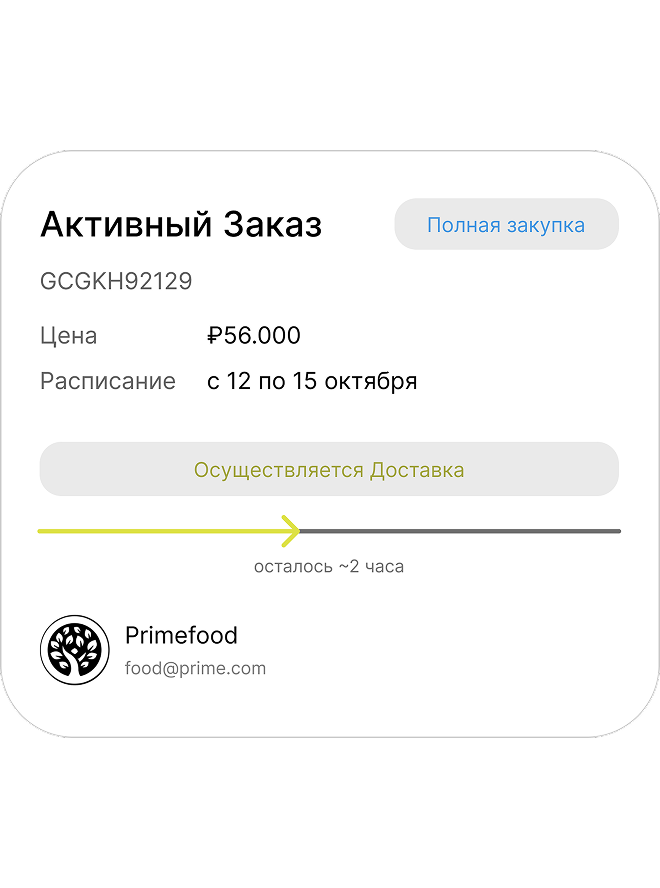 Активный Заказ
Полная закупка
GCGKH92129
Цена ₽56.000
Расписание с 12 по 15 октября
Осуществляется Доставка
осталось ~2 часа
Primefood
food@prime.com